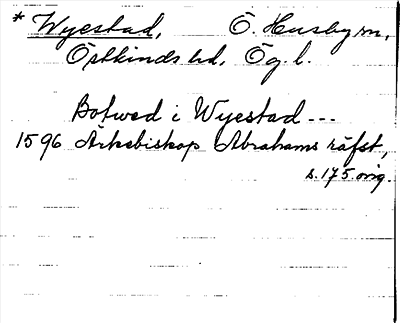 * Wyestad, Ö. Husby sn,
Östkinds hd, Ög. l.
Botwed i Wyestad ---
1596 Ärkebiskop Abrahams räfst,
s. 175. orig.